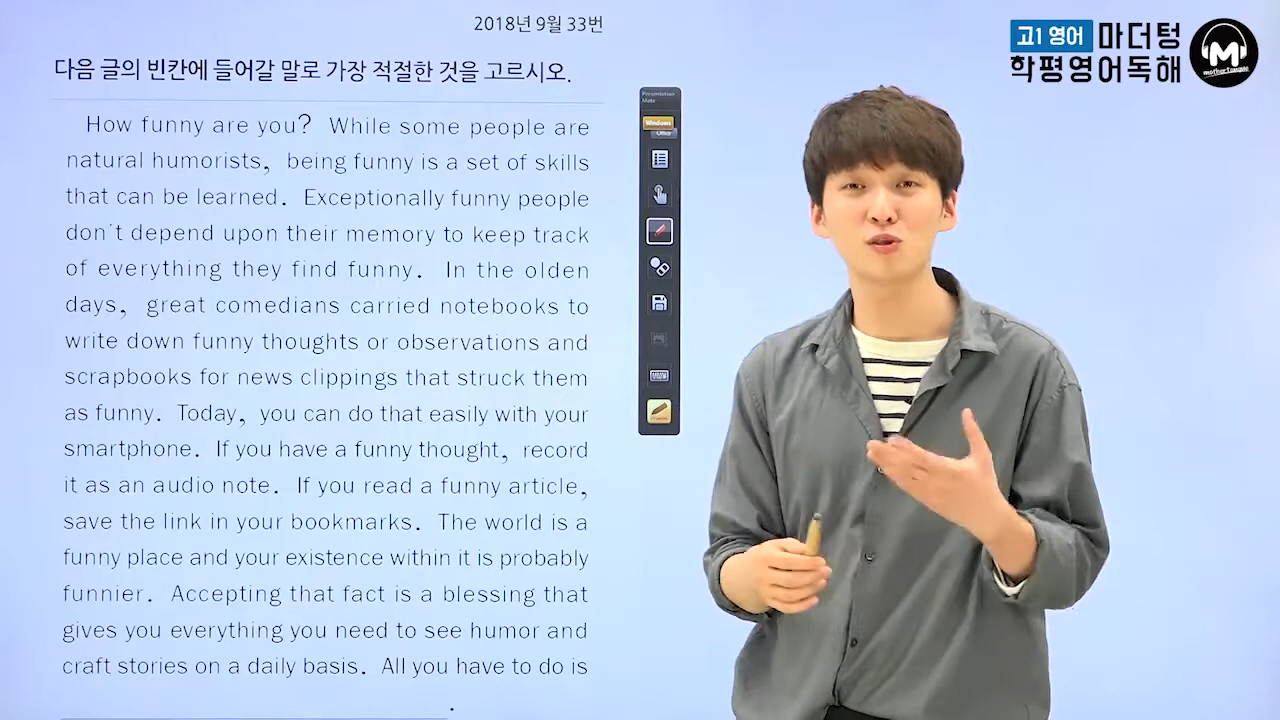 2018년 9월 33번
고1 영어 마더텅
학평영어독해
M
다음 글의 빈칸에 들어갈 말로 가장 적절한 것을 고르시오.
Presentation
Mate
Windows
Office
How funny are you? While some people are
natural humorists, being funny is a set of skills
that can be learned. Exceptionally funny people
don't depend upon their memory to keep track
of everything they find funny. In the olden
days, great comedians carried notebooks to
write down funny thoughts or observations and
scrapbooks for news clippings that struck them
as funny. Today, you can do that easily with your
smartphone. If you have a funny thought, record
it as an audio note. If you read a funny article,
save the link in your bookmarks. The world is a
funny place and your existence within it is probably
funnier. Accepting that fact is a blessing that
gives you everything you need to see humor and
craft stories on a daily basis. All you have to do is
.